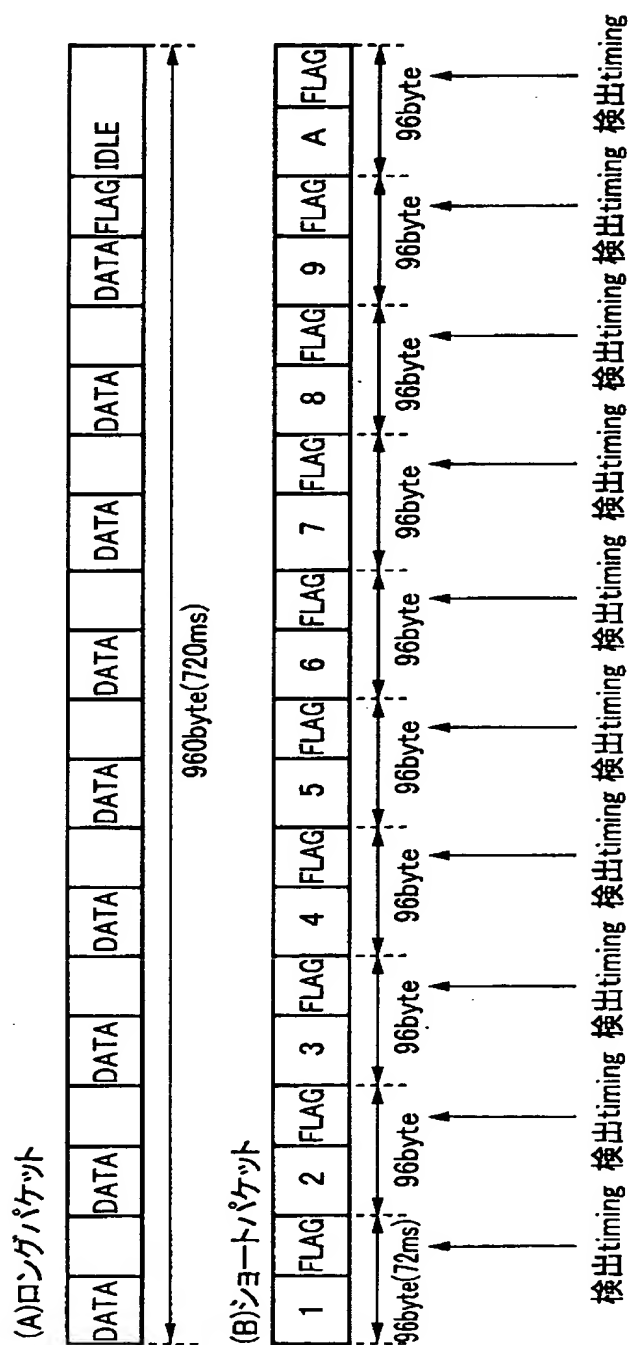 (A)ロングパケット
DATA DATA DATA DATA DATA DATA DATA DATA DATA FLAG IDLE
960byte(720ms)
(B)ショートパケット
1 FLAG 2 FLAG 3 FLAG 4 FLAG 5 FLAG 6 FLAG 7 FLAG 8 FLAG 9 FLAG A FLAG
96byte(72ms) 96byte 96byte 96byte 96byte 96byte 96byte 96byte 96byte 96byte
検出timing 検出timing 検出timing 検出timing 検出timing 検出timing 検出timing 検出timing 検出timing 検出timing